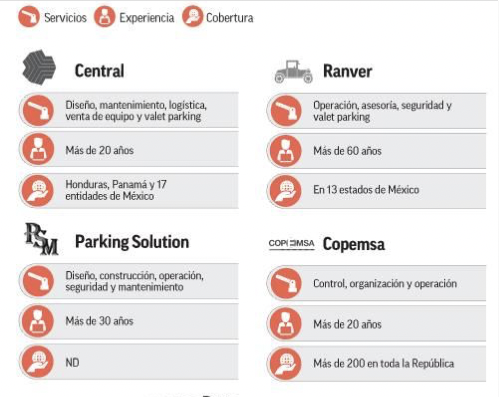 Servicios
Experiencia
Cobertura
Central
Diseño, mantenimiento, logística,
venta de equipo y valet parking
Más de 20 años
Honduras, Panamá y 17
entidades de México
Ranver
Operación, asesoría, seguridad y
valet parking
Más de 60 años
En 13 estados de México
PSM
Parking Solution
Diseño, construcción, operación,
seguridad y mantenimiento
Más de 30 años
ND
COPEMSA
Copemsa
Control, organización y operación
Más de 20 años
Más de 200 en toda la República